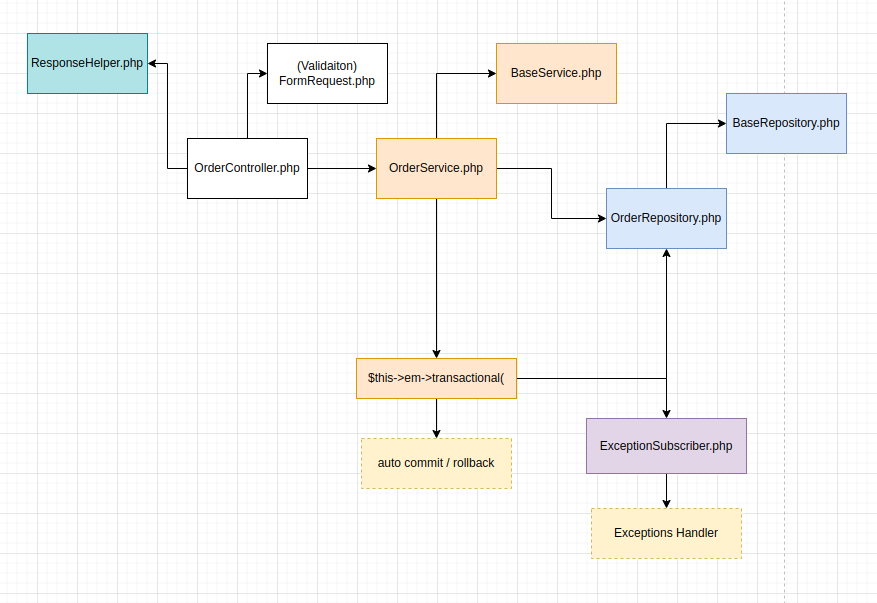 ResponseHelper.php
(Validaiton)
FormRequest.php
BaseService.php
BaseRepository.php
OrderController.php
OrderService.php
OrderRepository.php
$this->em->transactional(
ExceptionSubscriber.php
auto commit / rollback
Exceptions Handler